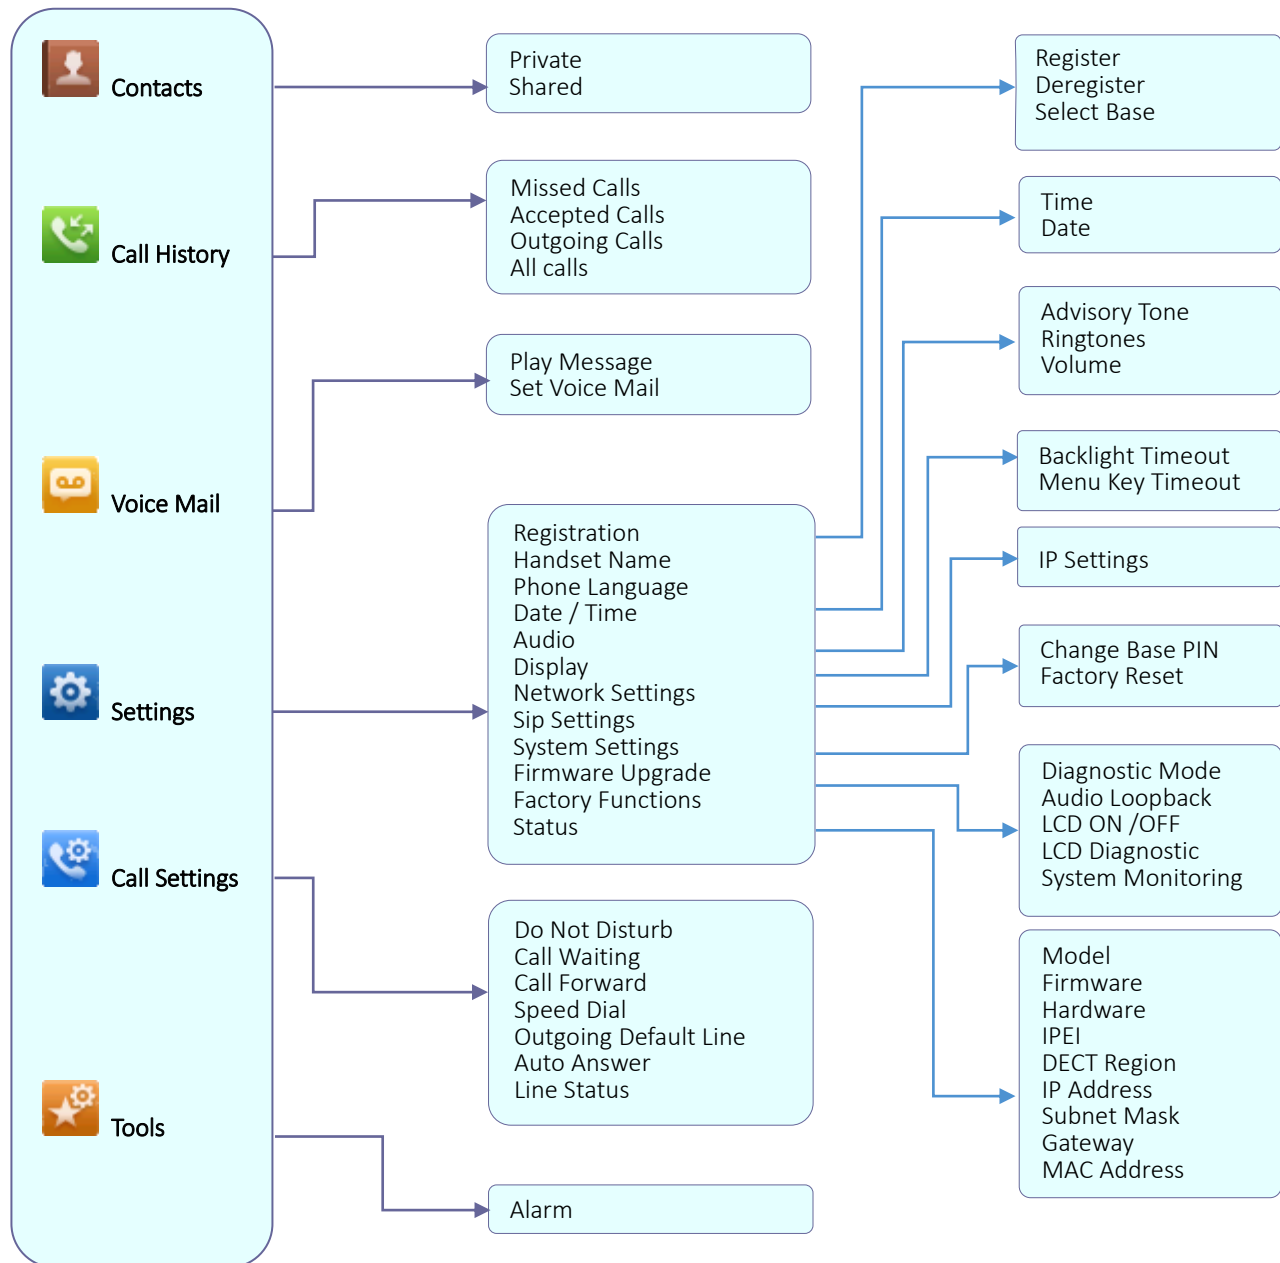 Contacts
Call History
Voice Mail
Settings
Call Settings
Tools
Private
Shared
Missed Calls
Accepted Calls
Outgoing Calls
All calls
Play Message
Set Voice Mail
Registration
Handset Name
Phone Language
Date / Time
Audio
Display
Network Settings
Sip Settings
System Settings
Firmware Upgrade
Factory Functions
Status
Do Not Disturb
Call Waiting
Call Forward
Speed Dial
Outgoing Default Line
Auto Answer
Line Status
Alarm
Register
Deregister
Select Base
Time
Date
Advisory Tone
Ringtones
Volume
Backlight Timeout
Menu Key Timeout
IP Settings
Change Base PIN
Factory Reset
Diagnostic Mode
Audio Loopback
LCD ON /OFF
LCD Diagnostic
System Monitoring
Model
Firmware
Hardware
IPEI
DECT Region
IP Address
Subnet Mask
Gateway
MAC Address